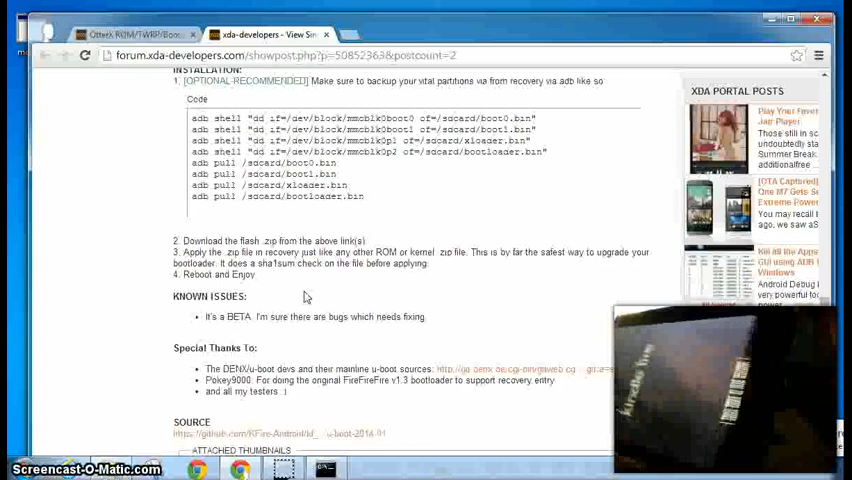 OtterX ROM/TWRP/Boo
xda-developers - View Sin
forum.xda-developers.com/showpost.php?p=50852363&postcount=2
INSTALLATION:
1. [OPTIONAL-RECOMMENDED] Make sure to backup your vital partitions via from recovery via adb like so
Code
adb shell "dd if=/dev/block/mmcblk0boot0 of=/sdcard/boot0.bin"
adb shell "dd if=/dev/block/mmcblk0boot1 of=/sdcard/boot1.bin"
adb shell "dd if=/dev/block/mmcblk0p1 of=/sdcard/xloader.bin"
adb shell "dd if=/dev/block/mmcblk0p2 of=/sdcard/bootloader.bin"
adb pull /sdcard/boot0.bin
adb pull /sdcard/boot1.bin
adb pull /sdcard/xloader.bin
adb pull /sdcard/bootloader.bin
2. Download the flash .zip from the above link(s)
3. Apply the .zip file in recovery just like any other ROM or kernel .zip file. This is by far the safest way to upgrade your
bootloader. It does a sha1sum check on the file before applying.
4. Reboot and Enjoy
KNOWN ISSUES:
It's a BETA. I'm sure there are bugs which needs fixing.
Special Thanks To:
The DENX/u-boot devs and their mainline u-boot sources:
Pokey9000: For doing the original FireFireFire v1.3 bootloader to support recovery entry
and all my testers :)
SOURCE
ATTACHED THUMBNAILS
XDA PORTAL POSTS
Play Your Favor
Jam Player
Those still in s
Summer Break
additionalfree
[OTA Captured]
One M7 Gets S
Extreme Power
You may recall
ago, we saw
Kill all the Apps
GUI using ADB
Windows
Android Debug
very powerful to
Screencast-O-Matic.com